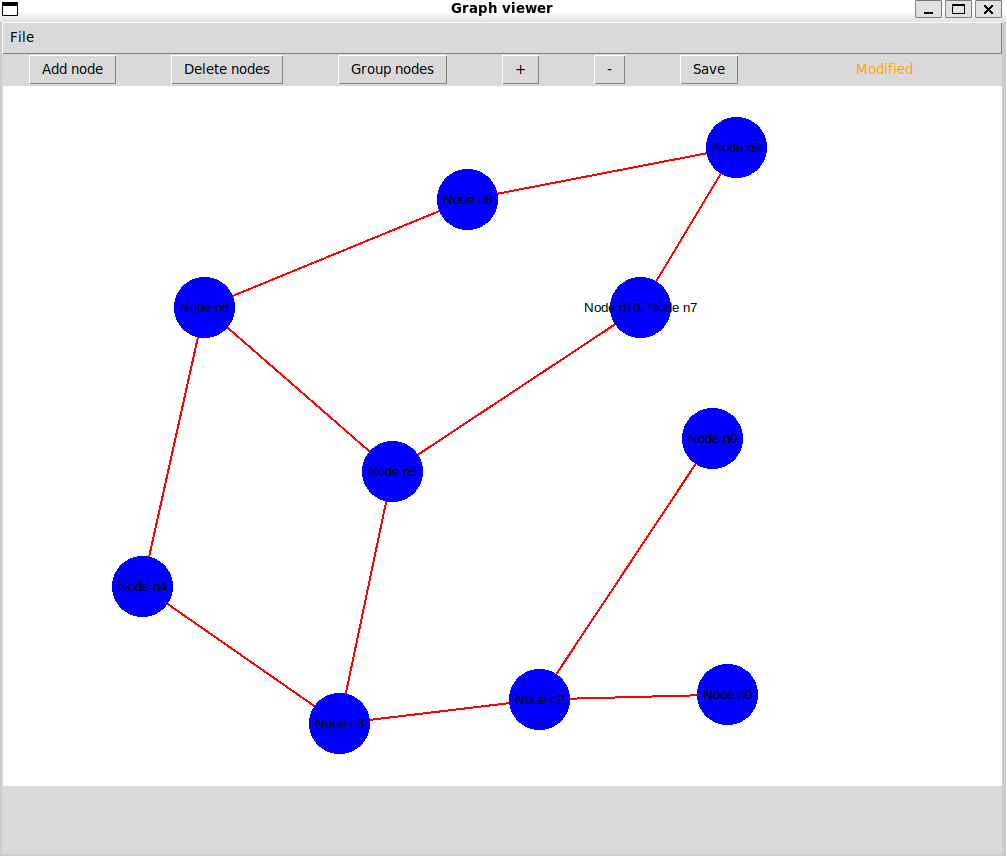 Graph viewer
File
Add node Delete nodes Group nodes + - Save Modified
Node n9
Node n8
Node n6
Node n10, Node n7
Node n0
Node n5
Node n4
Node n0
Node n2
Node n3